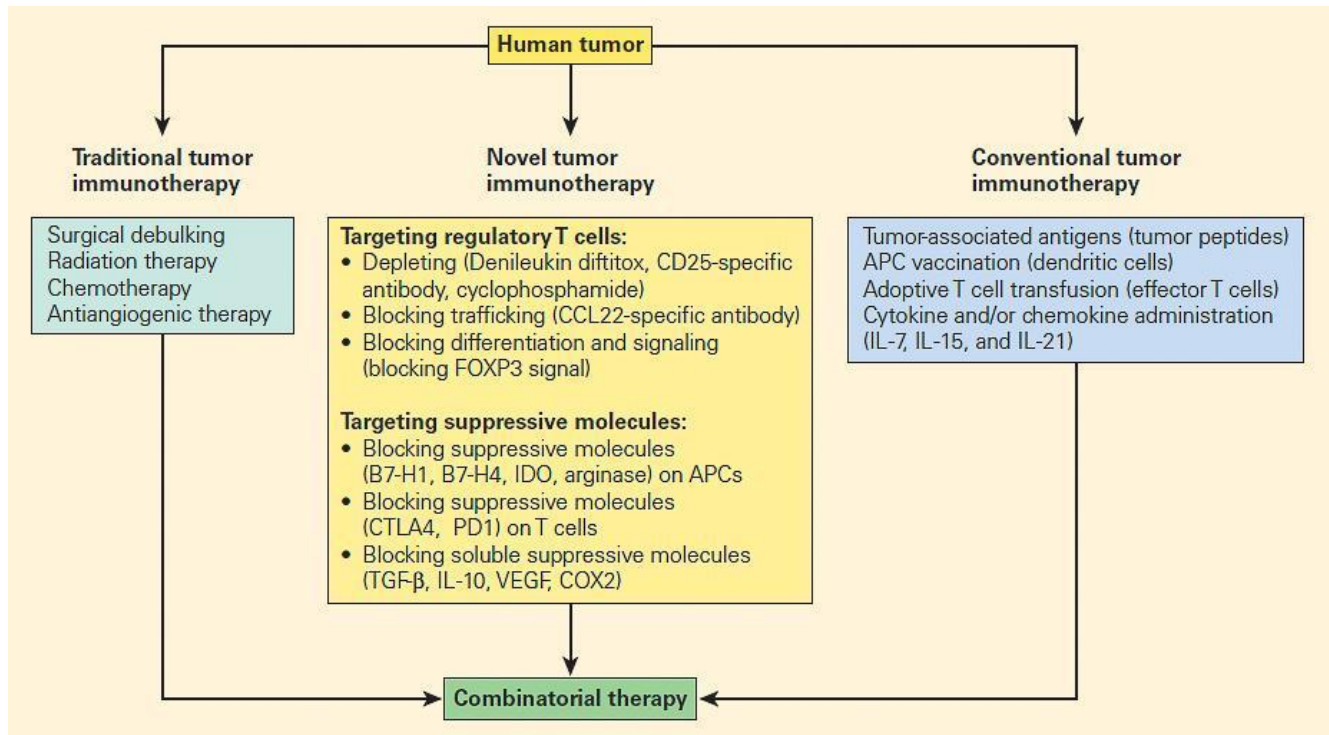 Human tumor
Traditional tumor
immunotherapy
Surgical debulking
Radiation therapy
Chemotherapy
Antiangiogenic therapy
Novel tumor
immunotherapy
Targeting regulatory T cells:
• Depleting (Denileukin diftitox, CD25-specific
antibody, cyclophosphamide)
• Blocking trafficking (CCL22-specific antibody)
• Blocking differentiation and signaling
(blocking FOXP3 signal)
Targeting suppressive molecules:
• Blocking suppressive molecules
(B7-H1, B7-H4, IDO, arginase) on APCs
• Blocking suppressive molecules
(CTLA4, PD1) on T cells
• Blocking soluble suppressive molecules
(TGF-β, IL-10, VEGF, COX2)
Conventional tumor
immunotherapy
Tumor-associated antigens (tumor peptides)
APC vaccination (dendritic cells)
Adoptive T cell transfusion (effector T cells)
Cytokine and/or chemokine administration
(IL-7, IL-15, and IL-21)
Combinatorial therapy